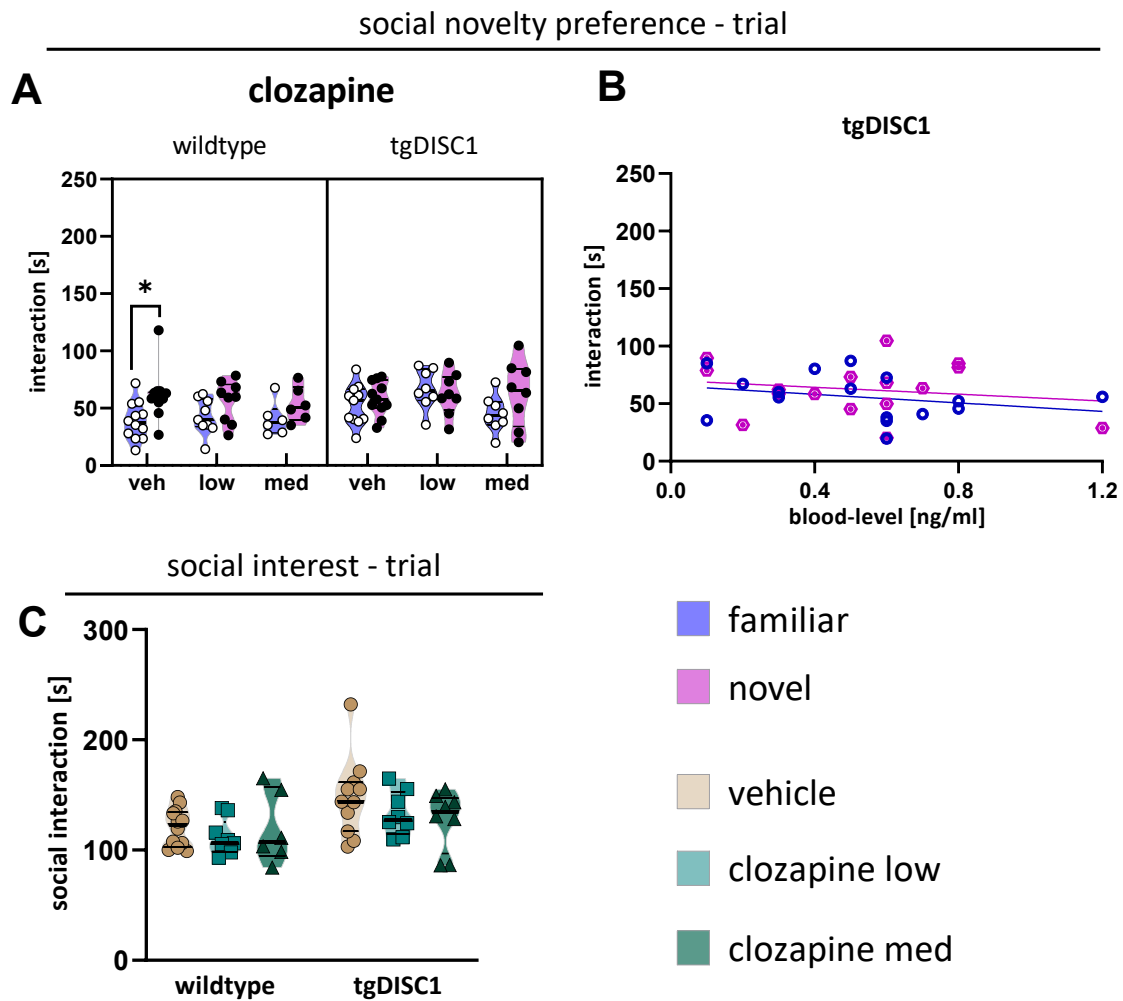 social novelty preference - trial
A
clozapine
wildtype tgDISC1
interaction [s]
250
200
150
100
50
0
*
veh low med veh low med
B
tgDISC1
interaction [s]
250
200
150
100
50
0
0.0 0.4 0.8 1.2
blood-level [ng/ml]
social interest - trial
C
social interaction [s]
300
200
100
0
wildtype tgDISC1
familiar
novel
vehicle
clozapine low
clozapine med